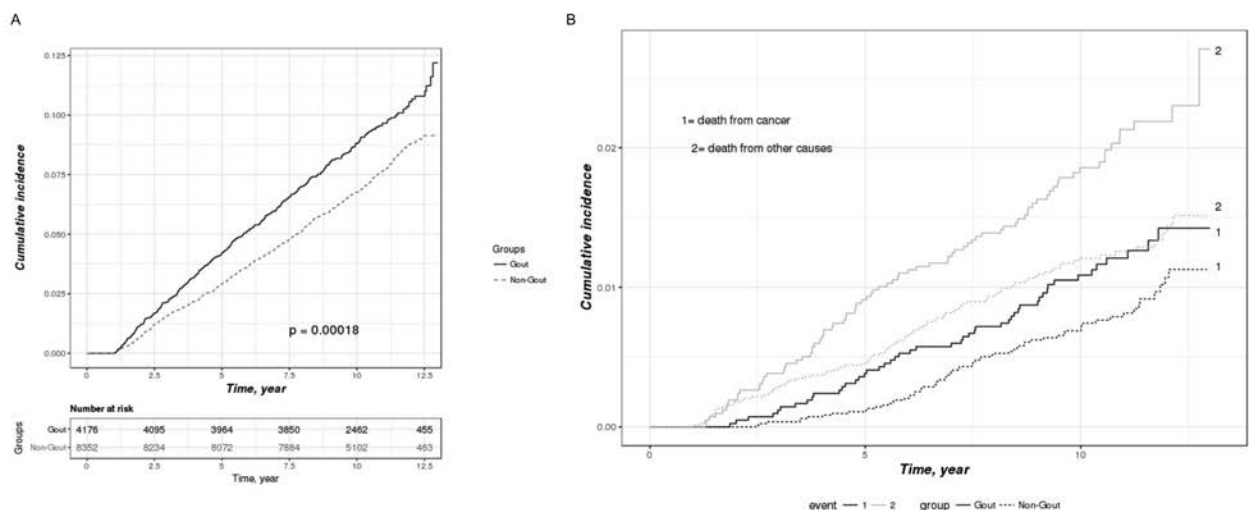 A
0.125
0.100
0.075
0.050
0.025
0.000
Cumulative incidence
p = 0.00018
0 2.5 5 7.5 10 12.5
Time, year
Groups
Gout
Non-Gout
Number at risk
Groups
Gout 4176 4095 3964 3850 2462 455
Non-Gout 8352 8234 8072 7884 5102 463
0 2.5 5 7.5 10 12.5
Time, year
B
0.02
0.01
0.00
Cumulative incidence
1= death from cancer
2= death from other causes
2
2
1
1
0 5 10
Time, year
event 1 2 group Gout Non-Gout